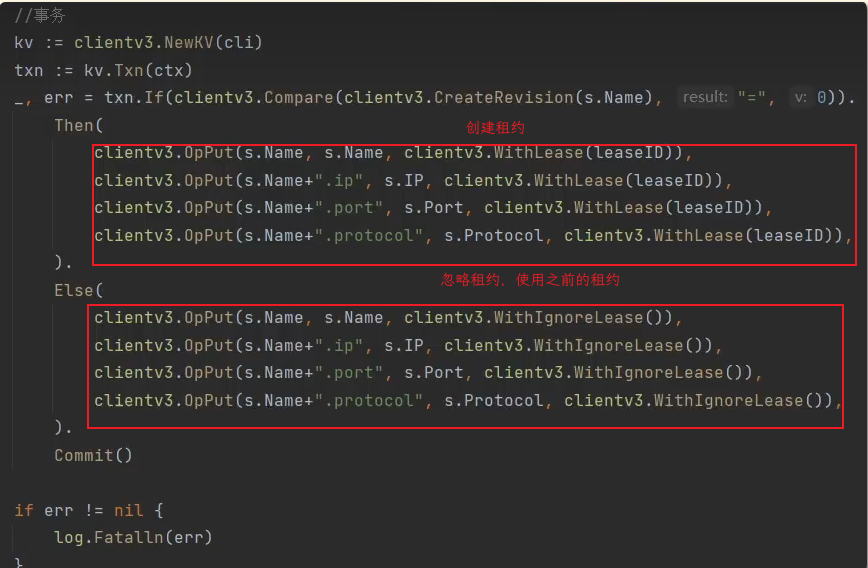 //事务
kv := clientv3.NewKV(cli)
txn := kv.Txn(ctx)
_, err = txn.If(clientv3.Compare(clientv3.CreateRevision(s.Name), result: "=", v: 0)).
Then(
创建租约
clientv3.OpPut(s.Name, s.Name, clientv3.WithLease(leaseID)),
clientv3.OpPut(s.Name+".ip", s.IP, clientv3.WithLease(leaseID)),
clientv3.OpPut(s.Name+".port", s.Port, clientv3.WithLease(leaseID)),
clientv3.OpPut(s.Name+".protocol", s.Protocol, clientv3.WithLease(leaseID)),
).
忽略租约，使用之前的租约
Else(
clientv3.OpPut(s.Name, s.Name, clientv3.WithIgnoreLease()),
clientv3.OpPut(s.Name+".ip", s.IP, clientv3.WithIgnoreLease()),
clientv3.OpPut(s.Name+".port", s.Port, clientv3.WithIgnoreLease()),
clientv3.OpPut(s.Name+".protocol", s.Protocol, clientv3.WithIgnoreLease()),
).
Commit()
if err != nil {
log.Fatalln(err)
}